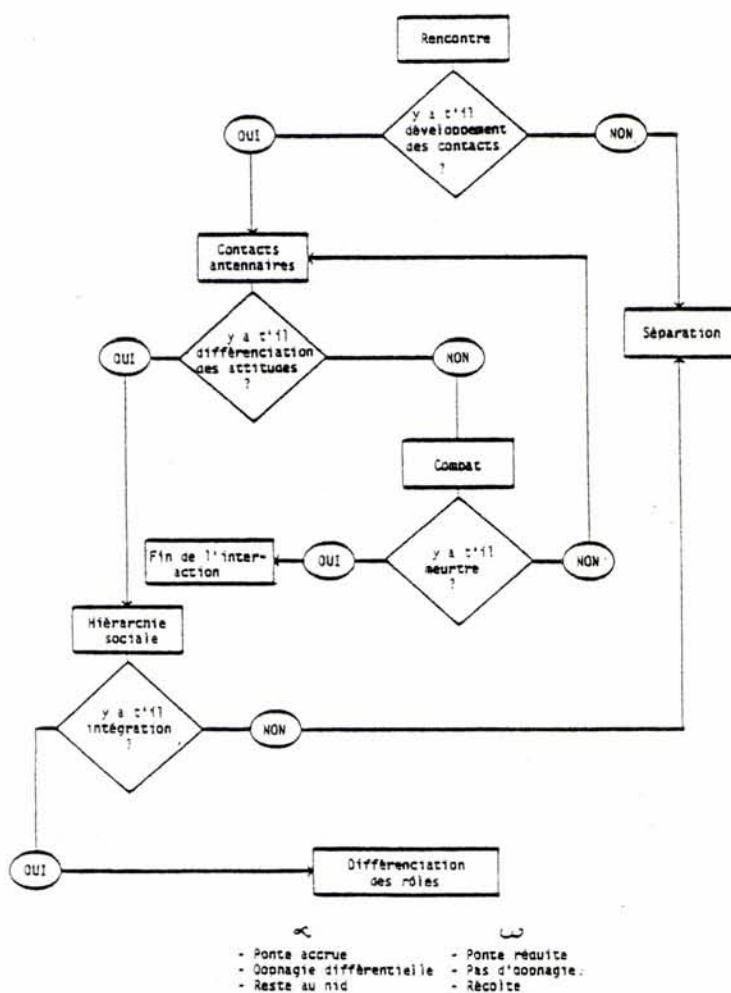 Rencontre
y a t'il
développement
des contacts
?
OUI
NON
Contacts
antennaires
y a t'il
différenciation
des attitudes
?
OUI
NON
Séparation
Combat
y a t'il
meurtre
?
OUI
NON
Fin de l'inter-
action
Hiérarchie
sociale
y a t'il
intégration
?
NON
OUI
Différenciation
des rôles
α
ω
- Ponte accrue
- Oophagie différentielle
- Reste au nid
- Ponte réduite
- Pas d'oophagie.
- Récolte